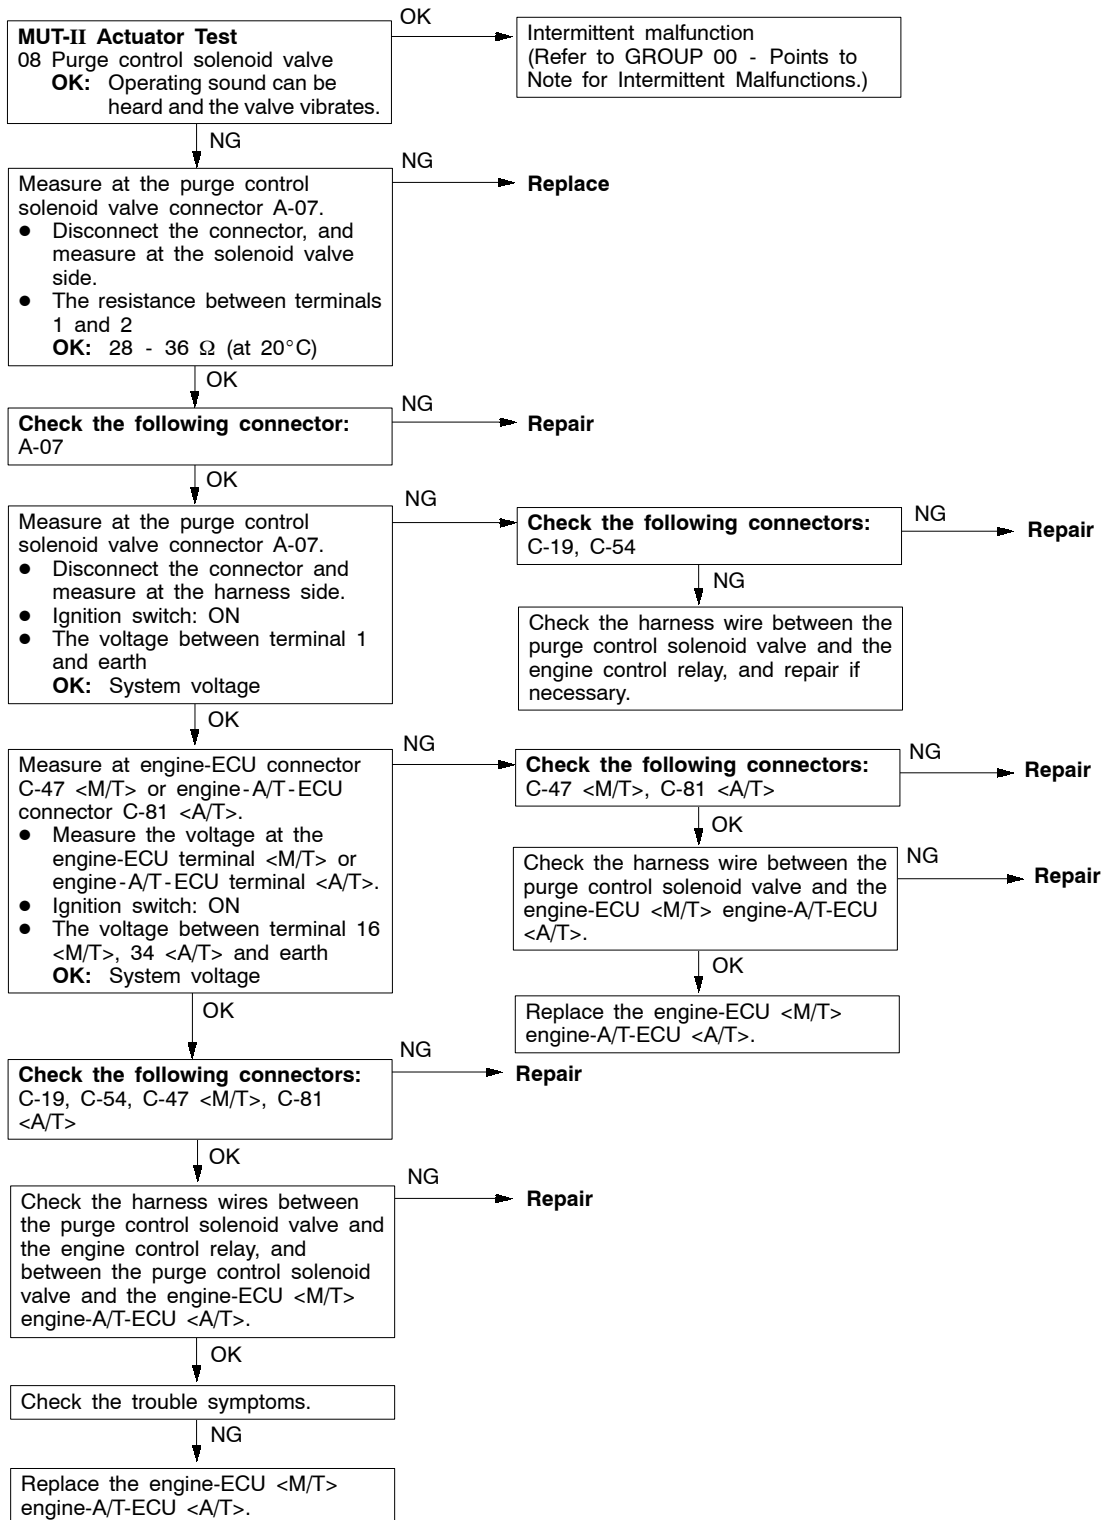 MUT-II Actuator Test
08 Purge control solenoid valve
OK: Operating sound can be
heard and the valve vibrates.
OK
Intermittent malfunction
(Refer to GROUP 00 - Points to
Note for Intermittent Malfunctions.)
NG
Measure at the purge control
solenoid valve connector A-07.
● Disconnect the connector, and
measure at the solenoid valve
side.
● The resistance between terminals
1 and 2
OK: 28 - 36 Ω (at 20°C)
NG
Replace
OK
Check the following connector:
A-07
NG
Repair
OK
Measure at the purge control
solenoid valve connector A-07.
● Disconnect the connector and
measure at the harness side.
● Ignition switch: ON
● The voltage between terminal 1
and earth
OK: System voltage
NG
Check the following connectors:
C-19, C-54
NG
Repair
NG
Check the harness wire between the
purge control solenoid valve and the
engine control relay, and repair if
necessary.
OK
Measure at engine-ECU connector
C-47 <M/T> or engine-A/T-ECU
connector C-81 <A/T>.
● Measure the voltage at the
engine-ECU terminal <M/T> or
engine-A/T-ECU terminal <A/T>.
● Ignition switch: ON
● The voltage between terminal 16
<M/T>, 34 <A/T> and earth
OK: System voltage
NG
Check the following connectors:
C-47 <M/T>, C-81 <A/T>
NG
Repair
OK
Check the harness wire between the
purge control solenoid valve and the
engine-ECU <M/T> engine-A/T-ECU
<A/T>.
NG
Repair
OK
Replace the engine-ECU <M/T>
engine-A/T-ECU <A/T>.
OK
Check the following connectors:
C-19, C-54, C-47 <M/T>, C-81
<A/T>
NG
Repair
OK
Check the harness wires between
the purge control solenoid valve and
the engine control relay, and
between the purge control solenoid
valve and the engine-ECU <M/T>
engine-A/T-ECU <A/T>.
NG
Repair
OK
Check the trouble symptoms.
NG
Replace the engine-ECU <M/T>
engine-A/T-ECU <A/T>.